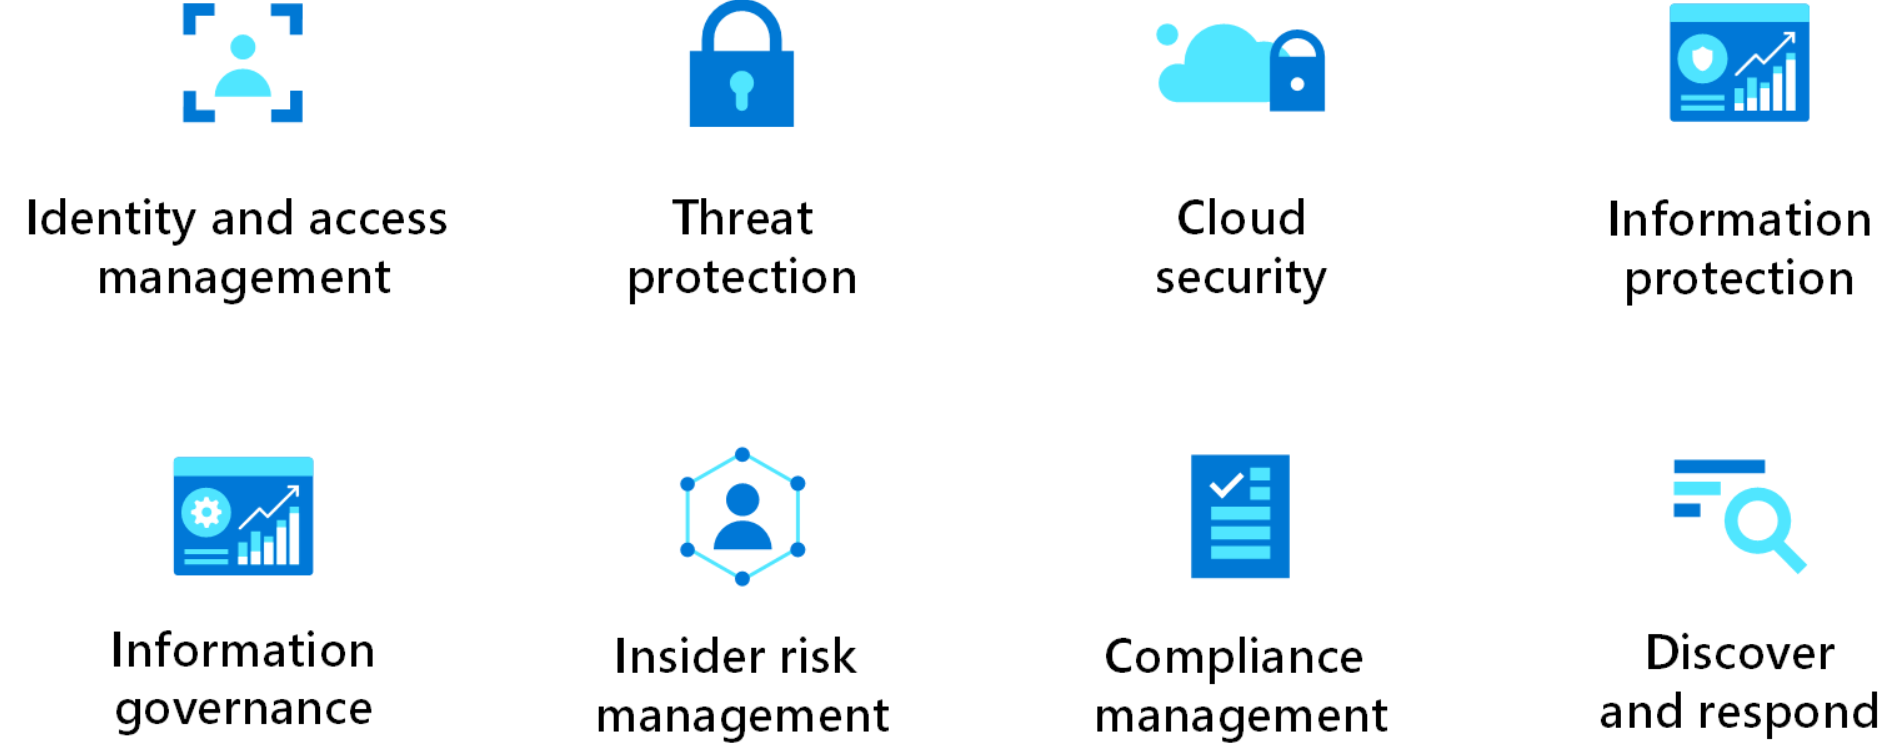 Identity and access
management
Threat
protection
Cloud
security
Information
protection
Information
governance
Insider risk
management
Compliance
management
Discover
and respond